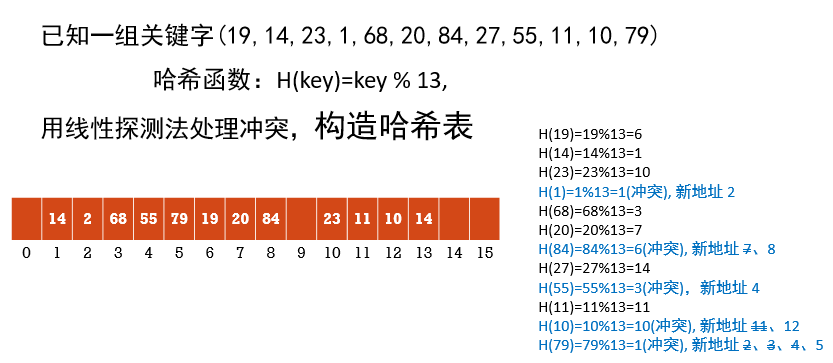 已知一组关键字(19,14,23,1,68,20,84,27,55,11,10,79)
哈希函数：H(key)=key % 13,
用线性探测法处理冲突，构造哈希表
H(19)=19%13=6
H(14)=14%13=1
H(23)=23%13=10
H(1)=1%13=1(冲突), 新地址 2
H(68)=68%13=3
H(20)=20%13=7
H(84)=84%13=6(冲突), 新地址 7、8
H(27)=27%13=14
H(55)=55%13=3(冲突)，新地址 4
H(11)=11%13=11
H(10)=10%13=10(冲突), 新地址 11、12
H(79)=79%13=1(冲突), 新地址 2、3、4、5
14 2 68 55 79 19 20 84 23 11 10 14
0 1 2 3 4 5 6 7 8 9 10 11 12 13 14 15